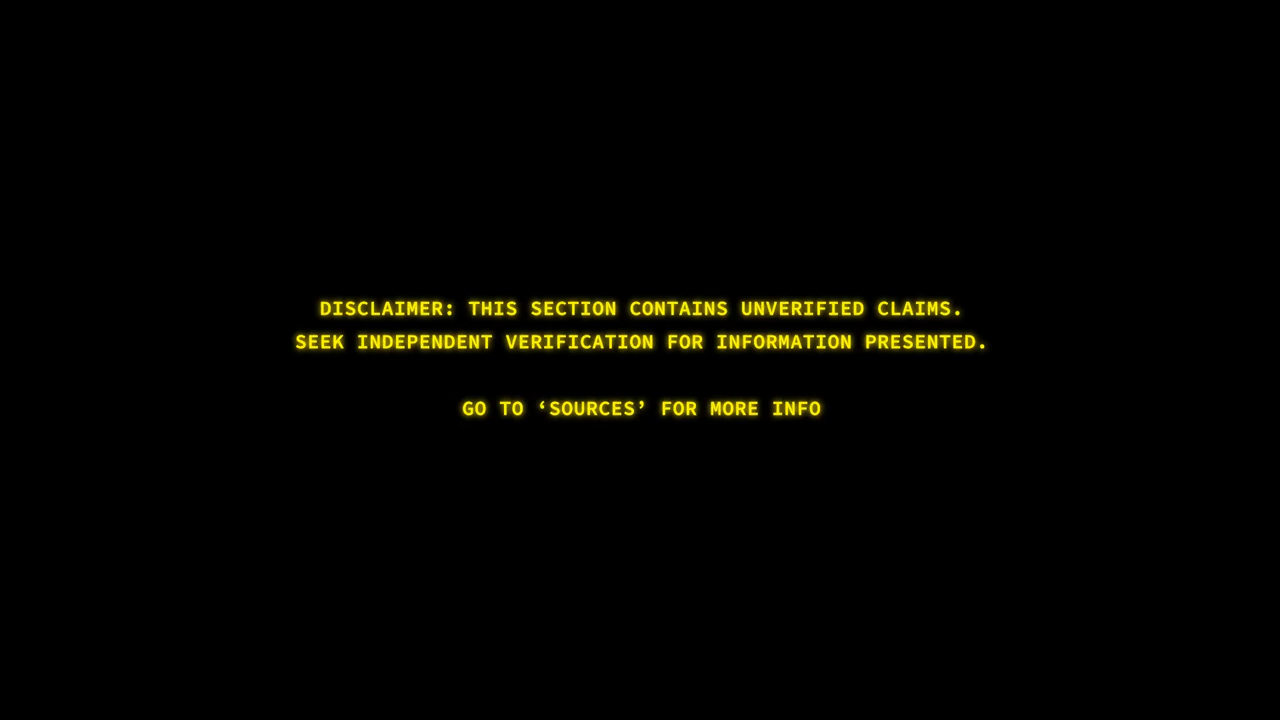 DISCLAIMER: THIS SECTION CONTAINS UNVERIFIED CLAIMS.
SEEK INDEPENDENT VERIFICATION FOR INFORMATION PRESENTED.
GO TO ‘SOURCES’ FOR MORE INFO